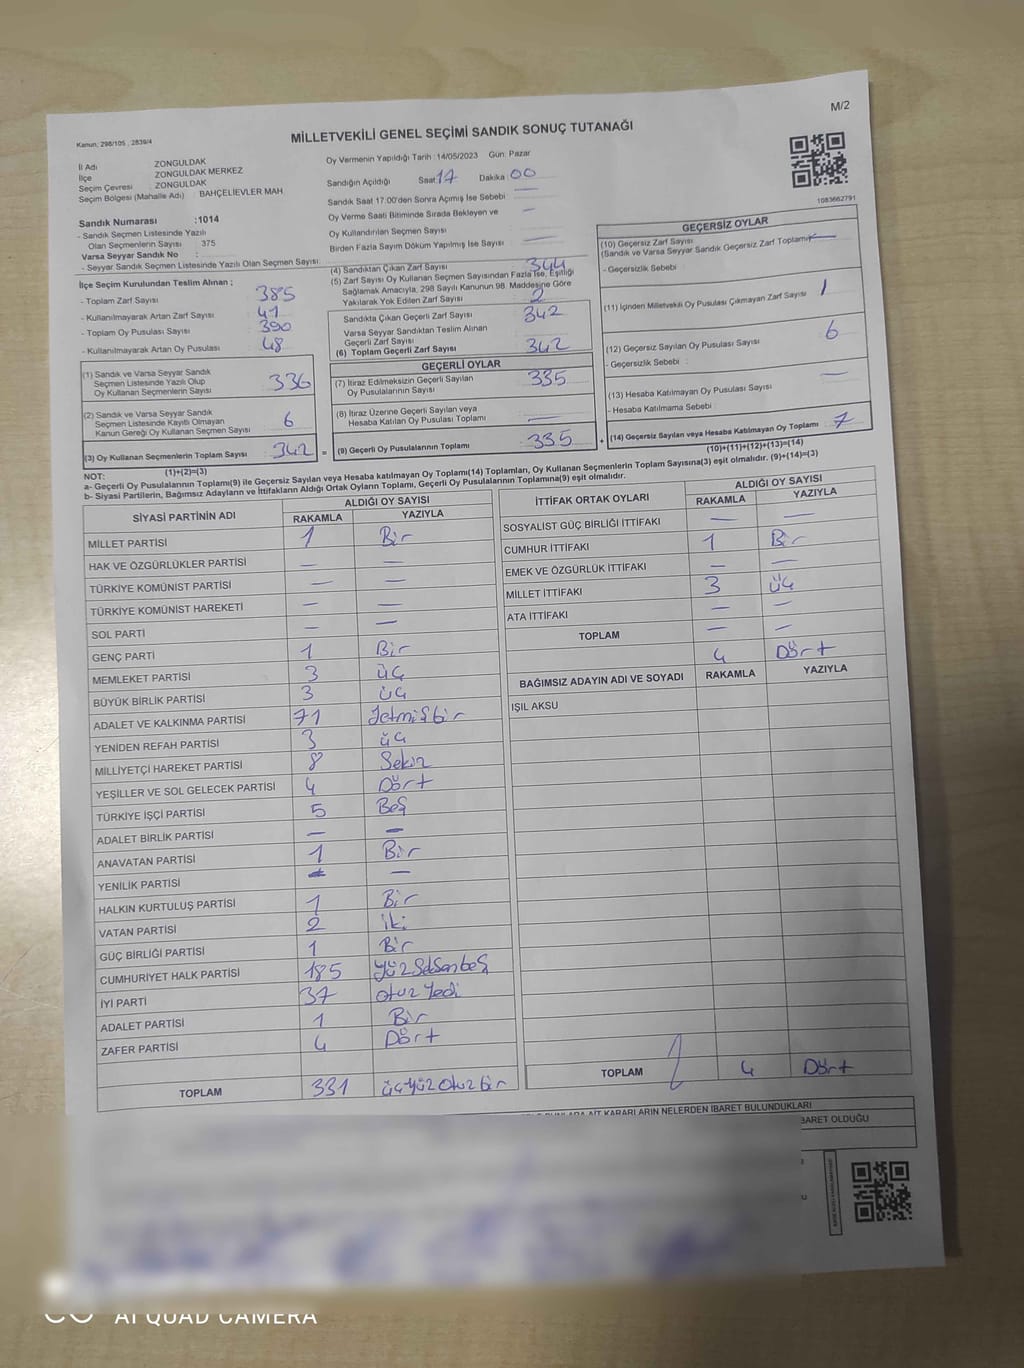 M/2
Kanun; 298/105 , 2839/4
MİLLETVEKİLİ GENEL SEÇİMİ SANDIK SONUÇ TUTANAĞI
İl Adı ZONGULDAK
İlçe ZONGULDAK MERKEZ
Seçim Çevresi : ZONGULDAK
Seçim Bölgesi (Mahalle Adı) : BAHÇELİEVLER MAH
Sandık Numarası :1014
- Sandık Seçmen Listesinde Yazılı
Olan Seçmenlerin Sayısı : 375
Varsa Seyyar Sandık No :
- Seyyar Sandık Seçmen Listesinde Yazılı Olan Seçmen Sayısı:
Oy Vermenin Yapıldığı Tarih : 14/05/2023 Gün: Pazar
Sandığın Açıldığı Saat 17 Dakika 00
Sandık Saat 17.00'den Sonra Açımış İse Sebebi —
Oy Verme Saati Bitiminde Sırada Bekleyen ve —
Oy Kullandırılan Seçmen Sayısı
Birden Fazla Sayım Döküm Yapılmış İse Sayısı —
1083662791
İlçe Seçim Kurulundan Teslim Alınan ;
- Toplam Zarf Sayısı : 385
- Kullanılmayarak Artan Zarf Sayısı : 41
- Toplam Oy Pusulası Sayısı : 390
- Kullanılmayarak Artan Oy Pusulası : 48
(1) Sandık ve Varsa Seyyar Sandık
Seçmen Listesinde Yazılı Olup
Oy Kullanan Seçmenlerin Sayısı 336
(2) Sandık ve Varsa Seyyar Sandık
Seçmen Listesinde Kayıtlı Olmayan
Kanun Gereği Oy Kullanan Seçmen Sayısı 6
(3) Oy Kullanan Seçmenlerin Toplam Sayısı 342
(1)+(2)=(3)
(4) Sandıktan Çıkan Zarf Sayısı 344
(5) Zarf Sayısı Oy Kullanan Seçmen Sayısından Fazla İse, Eşitliği
Sağlamak Amacıyla, 298 Sayılı Kanunun 98. Maddesine Göre
Yakılarak Yok Edilen Zarf Sayısı 2
Sandıkta Çıkan Geçerli Zarf Sayısı 342
Varsa Seyyar Sandıktan Teslim Alınan
Geçerli Zarf Sayısı :
(6) Toplam Geçerli Zarf Sayısı 342
GEÇERLİ OYLAR
(7) İtiraz Edilmeksizin Geçerli Sayılan
Oy Pusulalarının Sayısı 335
(8) İtiraz Üzerine Geçerli Sayılan veya
Hesaba Katılan Oy Pusulası Toplamı —
= (9) Geçerli Oy Pusulalarının Toplamı 335
GEÇERSİZ OYLAR
(10) Geçersiz Zarf Sayısı
(Sandık ve Varsa Seyyar Sandık Geçersiz Zarf Toplamı) —
- Geçersizlik Sebebi :
(11) İçinden Milletvekili Oy Pusulası Çıkmayan Zarf Sayısı 1
(12) Geçersiz Sayılan Oy Pusulası Sayısı 6
- Geçersizlik Sebebi :
(13) Hesaba Katılmayan Oy Pusulası Sayısı —
- Hesaba Katılmama Sebebi :
+ (14) Geçersiz Sayılan veya Hesaba Katılmayan Oy Toplamı 7
(10)+(11)+(12)+(13)=(14)
NOT:
a- Geçerli Oy Pusulalarının Toplamı(9) ile Geçersiz Sayılan veya Hesaba katılmayan Oy Toplamı(14) Toplamları, Oy Kullanan Seçmenlerin Toplam Sayısına(3) eşit olmalıdır. (9)+(14)=(3)
b- Siyasi Partilerin, Bağımsız Adayların ve İttifakların Aldığı Ortak Oyların Toplamı, Geçerli Oy Pusulalarının Toplamına(9) eşit olmalıdır.
SİYASİ PARTİNİN ADI ALDIĞI OY SAYISI
RAKAMLA YAZIYLA
MİLLET PARTİSİ 1 Bir
HAK VE ÖZGÜRLÜKLER PARTİSİ — —
TÜRKİYE KOMÜNİST PARTİSİ — —
TÜRKİYE KOMÜNİST HAREKETİ — —
SOL PARTİ — —
GENÇ PARTİ 1 Bir
MEMLEKET PARTİSİ 3 üç
BÜYÜK BİRLİK PARTİSİ 3 üç
ADALET VE KALKINMA PARTİSİ 71 Yetmişbir
YENİDEN REFAH PARTİSİ 3 üç
MİLLİYETÇİ HAREKET PARTİSİ 8 Sekiz
YEŞİLLER VE SOL GELECEK PARTİSİ 4 Dört
TÜRKİYE İŞÇİ PARTİSİ 5 Beş
ADALET BİRLİK PARTİSİ — —
ANAVATAN PARTİSİ 1 Bir
YENİLİK PARTİSİ — —
HALKIN KURTULUŞ PARTİSİ 1 Bir
VATAN PARTİSİ 2 iki
GÜÇ BİRLİĞİ PARTİSİ 1 Bir
CUMHURİYET HALK PARTİSİ 185 yüzSeksenbeş
İYİ PARTİ 37 otuz Yedi
ADALET PARTİSİ 1 Bir
ZAFER PARTİSİ 4 Dört
TOPLAM 331 üçyüz Otuz bir
İTTİFAK ORTAK OYLARI ALDIĞI OY SAYISI
RAKAMLA YAZIYLA
SOSYALİST GÜÇ BİRLİĞİ İTTİFAKI — —
CUMHUR İTTİFAKI 1 Bir
EMEK VE ÖZGÜRLÜK İTTİFAKI — —
MİLLET İTTİFAKI 3 üç
ATA İTTİFAKI — —
TOPLAM — —
4 Dört
BAĞIMSIZ ADAYIN ADI VE SOYADI RAKAMLA YAZIYLA
IŞIL AKSU
TOPLAM 4 Dört
KARARLARIN NELERDEN İBARET BULUNDUKLARI
BARET OLDUĞU
AI QUAD CAMERA